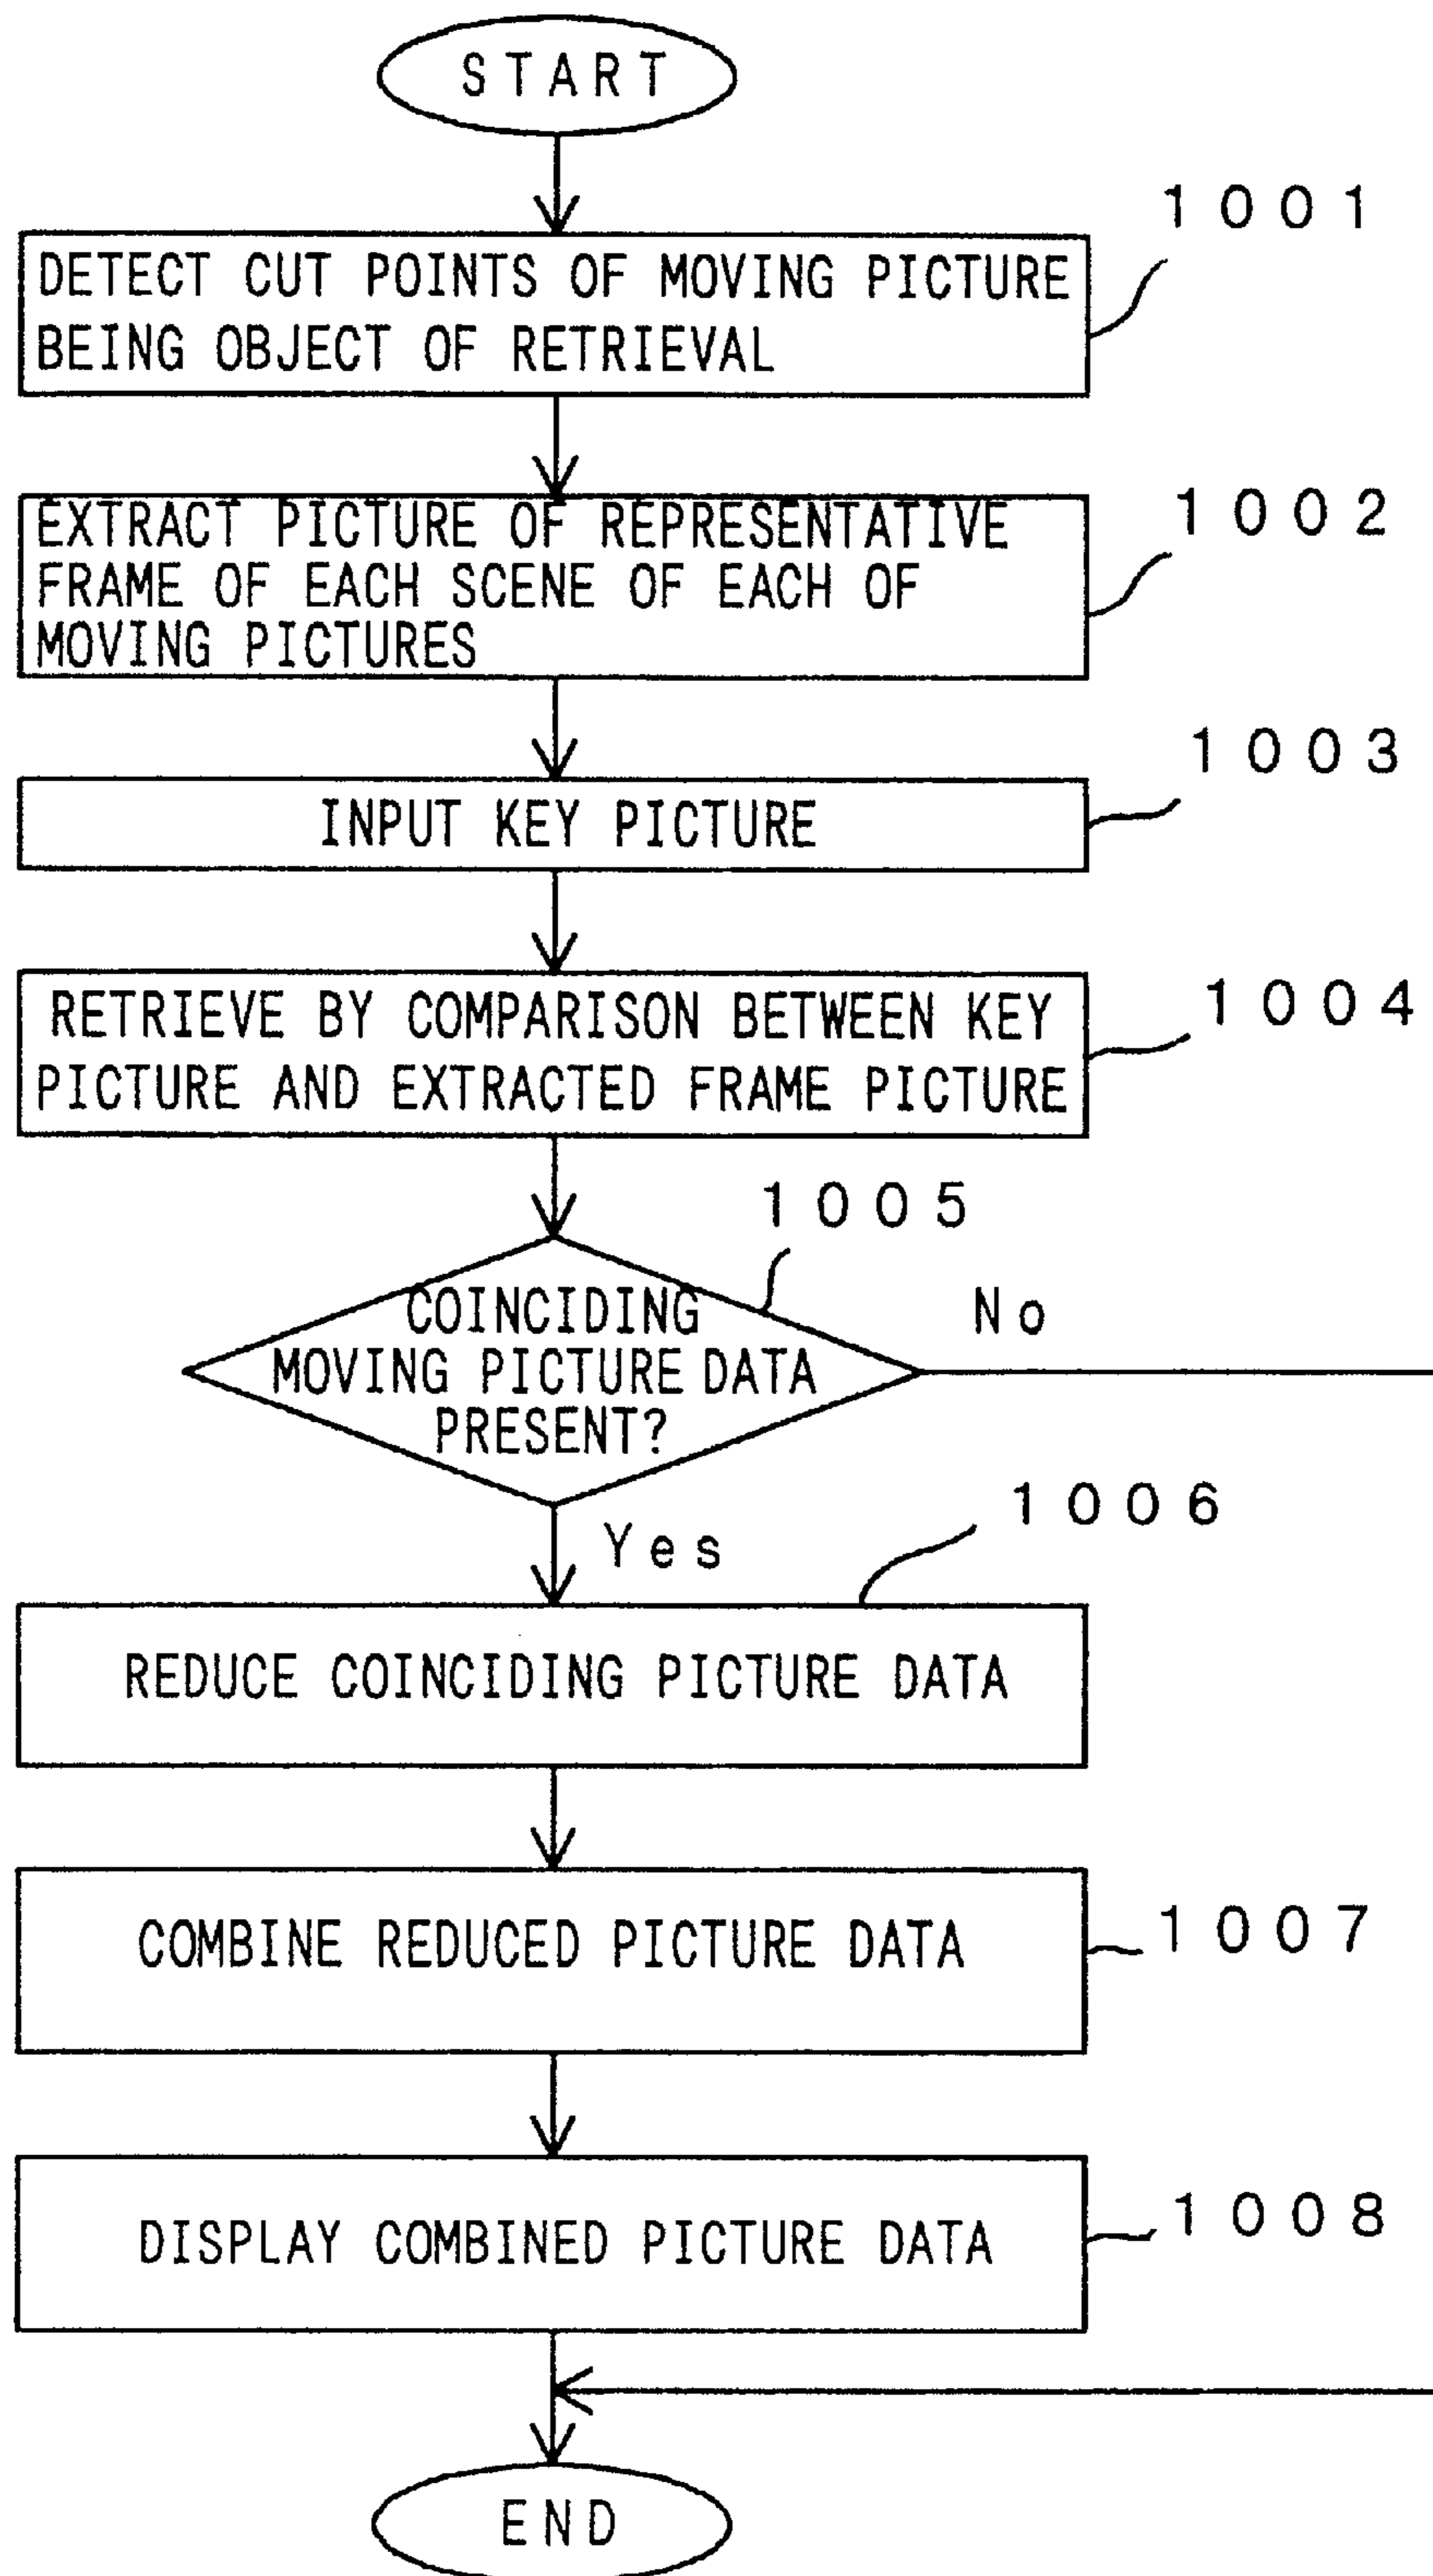 START
1001
DETECT CUT POINTS OF MOVING PICTURE
BEING OBJECT OF RETRIEVAL
1002
EXTRACT PICTURE OF REPRESENTATIVE
FRAME OF EACH SCENE OF EACH OF
MOVING PICTURES
1003
INPUT KEY PICTURE
1004
RETRIEVE BY COMPARISON BETWEEN KEY
PICTURE AND EXTRACTED FRAME PICTURE
1005
COINCIDING
MOVING PICTURE DATA
PRESENT?
No
Yes
1006
REDUCE COINCIDING PICTURE DATA
COMBINE REDUCED PICTURE DATA
1007
DISPLAY COMBINED PICTURE DATA
1008
END